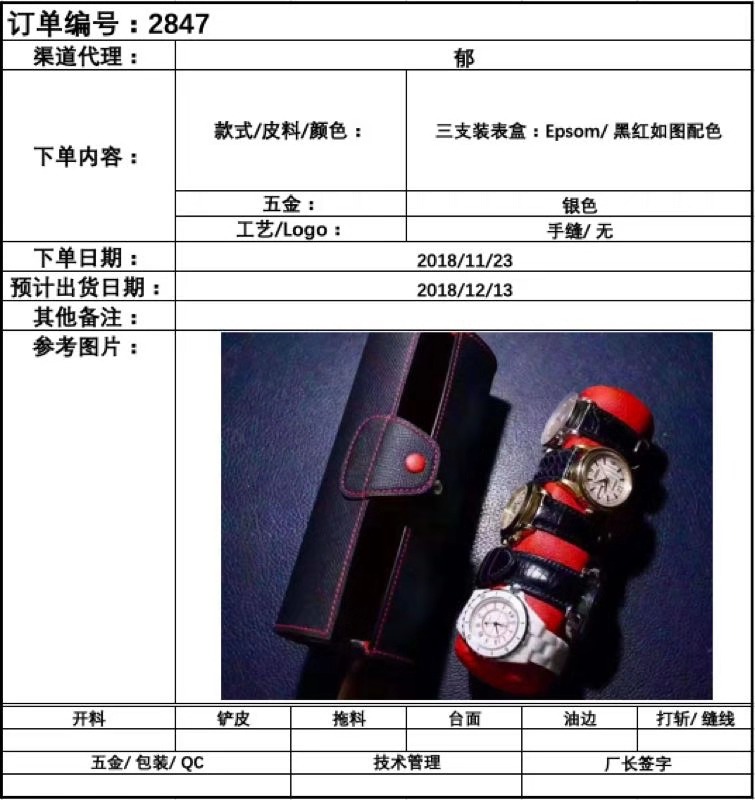 订单编号：2847
渠道代理： 郁
下单内容：
款式/皮料/颜色： 三支装表盒：Epsom/ 黑红如图配色
五金： 银色
工艺/Logo： 手缝/ 无
下单日期： 2018/11/23
预计出货日期： 2018/12/13
其他备注：
参考图片：
开料 铲皮 拖料 台面 油边 打斩/ 缝线
五金/ 包装/ QC 技术管理 厂长签字